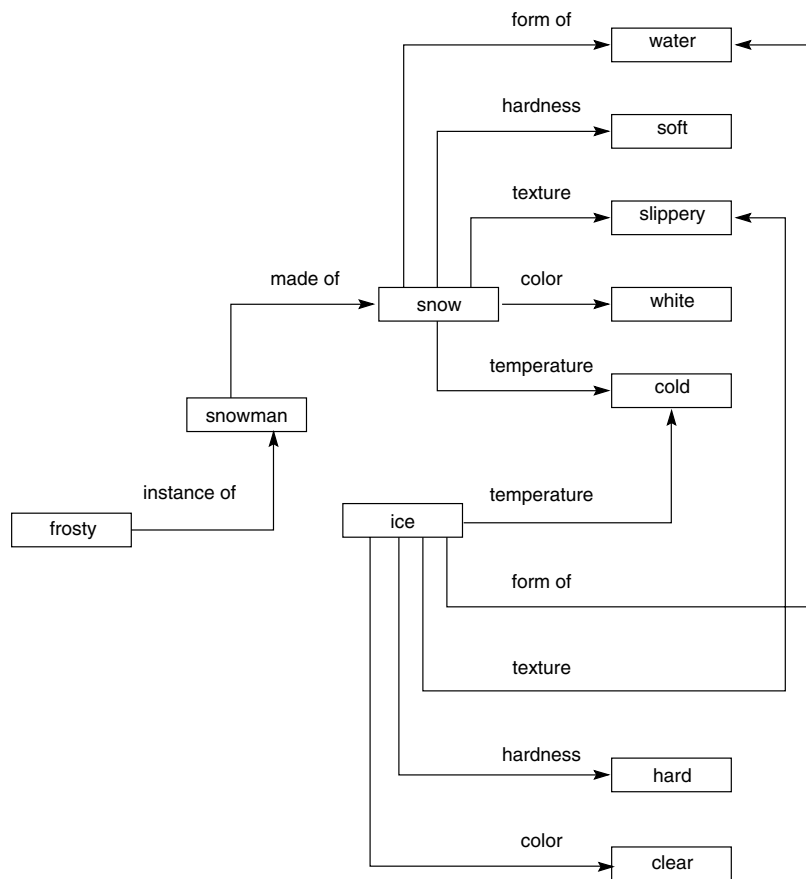 form of
water
hardness
soft
texture
slippery
made of
snow
color
white
temperature
cold
snowman
instance of
frosty
temperature
ice
form of
texture
hardness
hard
color
clear